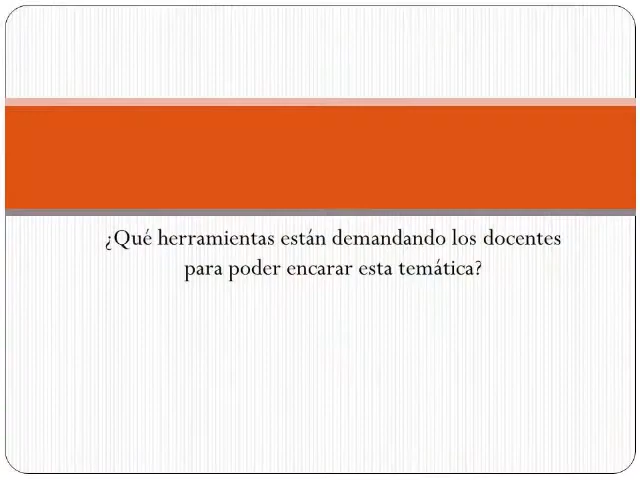 ¿Qué herramientas están demandando los docentes
para poder encarar esta temática?